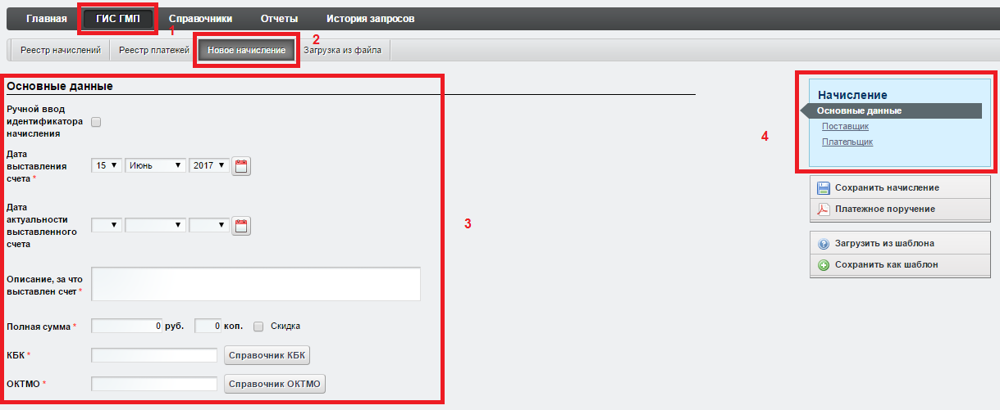 Главная ГИС ГМП Справочники Отчеты История запросов
1
Реестр начислений Реестр платежей Новое начисление 2 Загрузка из файла
Основные данные
Ручной ввод
идентификатора
начисления
Дата
выставления
счета *
15 Июнь 2017
Дата
актуальности
выставленного
счета
3
Описание, за что
выставлен счет *
Полная сумма * 0 руб. 0 коп. Скидка
КБК * Справочник КБК
ОКТМО * Справочник ОКТМО
Начисление
Основные данные
Поставщик
4
Плательщик
Сохранить начисление
Платежное поручение
Загрузить из шаблона
Сохранить как шаблон